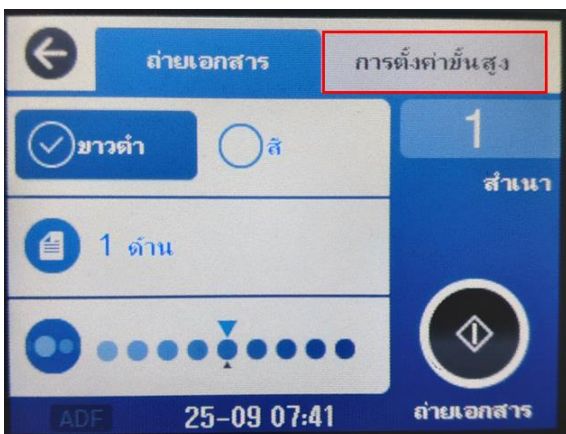 ถ่ายเอกสาร
การตั้งค่าขั้นสูง
ขาวดำ
สี
1
สำเนา
1 ด้าน
ADF
25-09 07:41
ถ่ายเอกสาร